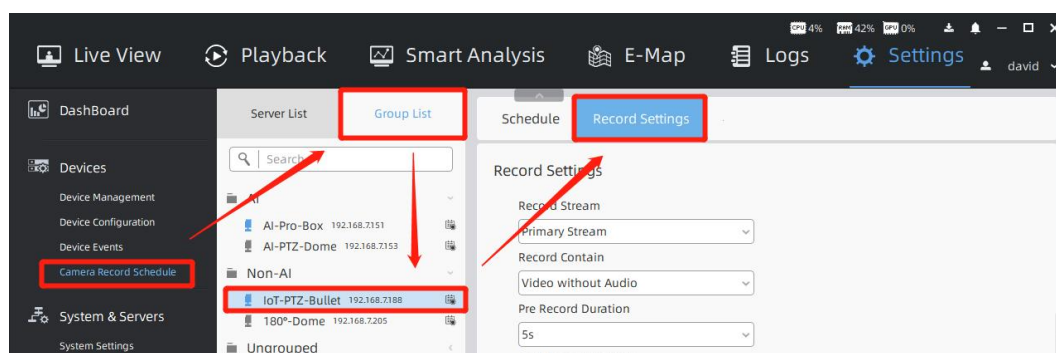 CPU 4% RAM 42% GPU 0%
Live View Playback Smart Analysis E-Map Logs Settings david
DashBoard
Devices
Device Management
Device Configuration
Device Events
Camera Record Schedule
System & Servers
System Settings
Server List Group List
Search
AI
AI-Pro-Box 192.168.7.151
AI-PTZ-Dome 192.168.7.153
Non-AI
IoT-PTZ-Bullet 192.168.7.188
180°-Dome 192.168.7.205
Ungrouped
Schedule Record Settings
Record Settings
Record Stream
Primary Stream
Record Contain
Video without Audio
Pre Record Duration
5s